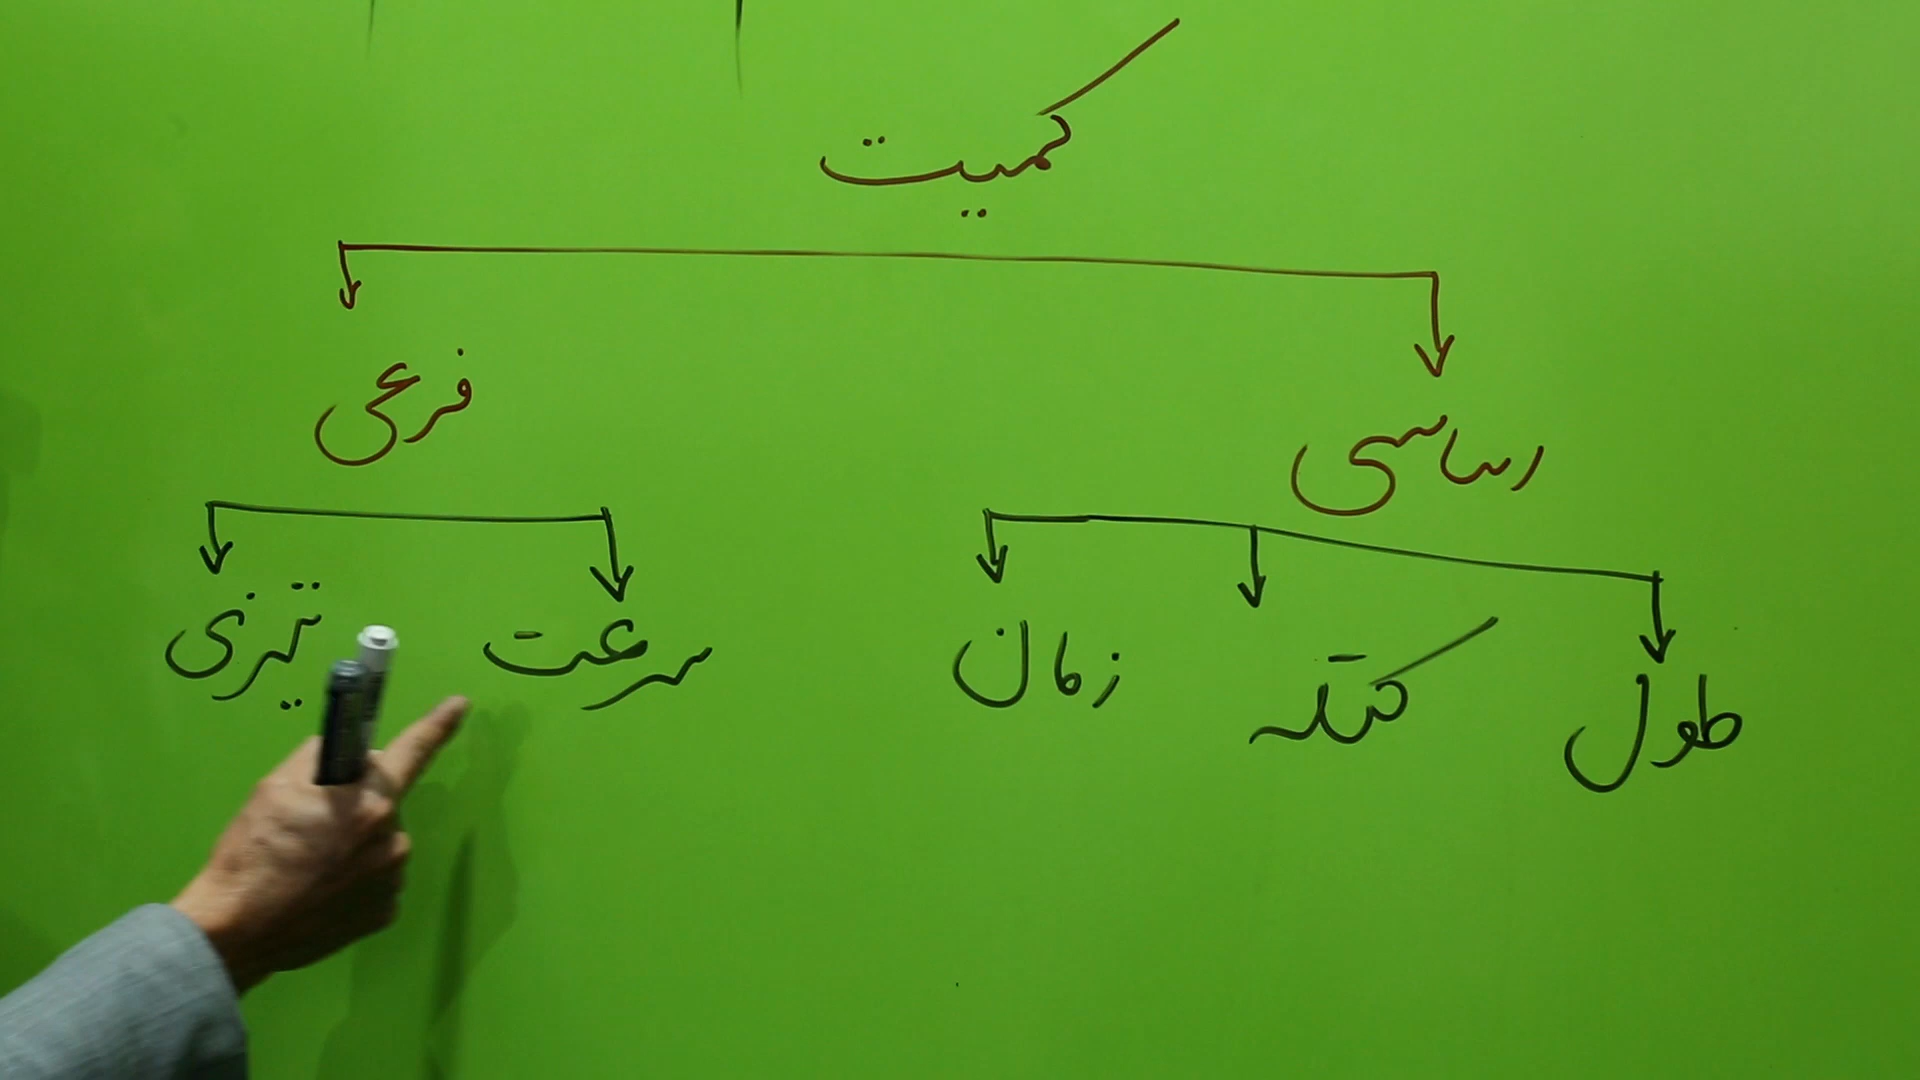 کمیت
اساسی فرعی
طول کتله زمان سرعت تیزی